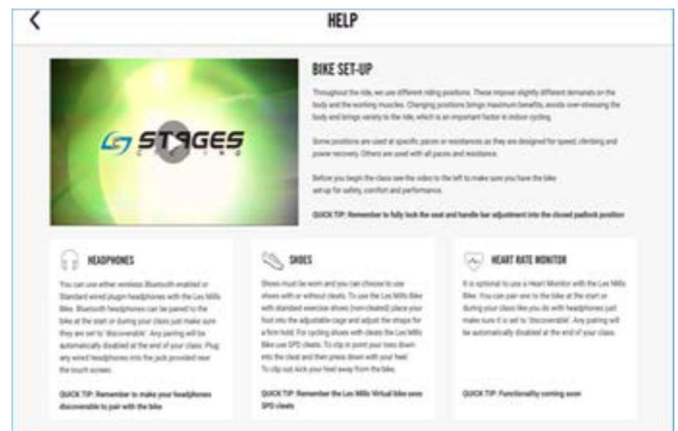 HELP
STAGES
CYCLING
BIKE SET-UP
Throughout the ride, we use different riding positions. These impose slightly different demands on the
body and the working muscles. Changing positions brings maximum benefits, avoids over-stressing the
body and brings variety to the ride, which is an important factor in indoor cycling.
Some positions are used at specific paces or resistances as they are designed for speed, climbing and
power recovery. Others are used with all paces and resistance.
Before you begin the class see the video to the left to make sure you have the bike
set-up for safety, comfort and performance.
QUICK TIP: Remember to fully lock the seat and handle bar adjustment into the closed padlock position
HEADPHONES
You can use either wireless Bluetooth enabled or
Standard wired plugin headphones with the Les Mills
Bike. Bluetooth headphones can be paired to the
bike at the start or during your class just make sure
they are set to 'discoverable'. Any pairing will be
automatically disabled at the end of your class. Plug
any wired headphones into the jack provided near
the touch screen.
QUICK TIP: Remember to make your headphones
discoverable to pair with the bike
SHOES
Shoes must be worn and you can choose to use
shoes with or without cleats. To use the Les Mills Bike
with standard exercise shoes (non-cleated) place your
foot into the adjustable cage and adjust the straps for
a firm hold. For cycling shoes with cleats the Les Mills
Bike use SPD cleats. To clip in point your toes down
into the cleat and then press down with your heel.
To clip out kick your heel away from the bike.
QUICK TIP: Remember the Les Mills Virtual bike uses
SPD cleats
HEART RATE MONITOR
It is optional to use a Heart Monitor with the Les Mills
Bike. You can pair one to the bike at the start or
during your class like you do with headphones just
make sure it is set to 'discoverable'. Any pairing will
be automatically disabled at the end of your class.
QUICK TIP: Functionality coming soon